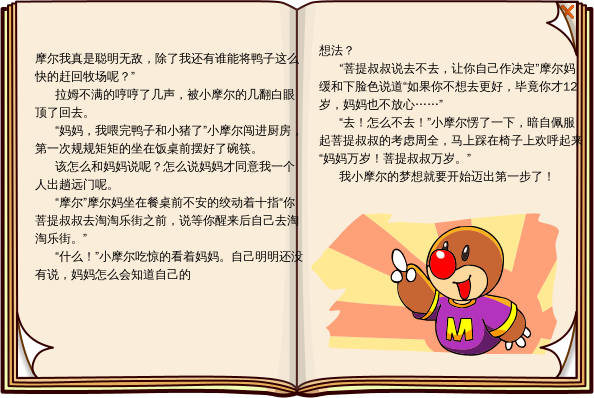 摩尔我真是聪明无敌，除了我还有谁能将鸭子这么
快的赶回牧场呢？”
拉姆不满的哼哼了几声，被小摩尔的几翻白眼
顶了回去。
“妈妈，我喂完鸭子和小猪了”小摩尔闯进厨房，
第一次规规矩矩的坐在饭桌前摆好了碗筷。
该怎么和妈妈说呢？怎么说妈妈才同意我一个
人出趟远门呢。
“摩尔”摩尔妈坐在餐桌前不安的绞动着十指“你
菩提叔叔去淘淘乐街之前，说等你醒来后自己去淘
淘乐街。”
“什么！”小摩尔吃惊的看着妈妈。自己明明还没
有说，妈妈怎么会知道自己的
想法？
“菩提叔叔说去不去，让你自己作决定”摩尔妈
缓和下脸色说道“如果你不想去更好，毕竟你才12
岁，妈妈也不放心……”
“去！怎么不去！”小摩尔愣了一下，暗自佩服
起菩提叔叔的考虑周全，马上踩在椅子上欢呼起来
“妈妈万岁！菩提叔叔万岁。”
我小摩尔的梦想就要开始迈出第一步了！
M